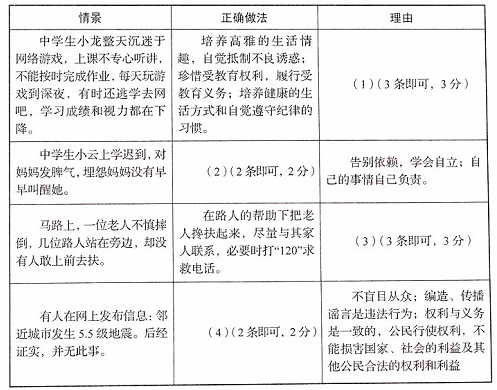 情景
正确做法
理由
中学生小龙整天沉迷于
网络游戏，上课不专心听讲，
不能按时完成作业，每天玩游
戏到深夜、有时还逃学去网
吧，学习成绩和视力都在下
降。
培养高雅的生活情
趣，自觉抵制不良诱惑；
珍惜受教育权利，履行受
教育义务；培养健康的生
活方式和自觉遵守纪律的
习惯。
(1)(3 条即可，3 分)
中学生小云上学迟到，对
妈妈发脾气，埋怨妈妈没有早
早叫醒她。
(2)(2 条即可，2 分)
告别依赖，学会自立；自
己的事情自己负责。
马路上，一位老人不慎摔
倒，几位路人站在旁边，却没
有人敢上前去扶。
在路人的帮助下把老
人搀扶起来，尽量与其家
人联系，必要时打“120”求
救电话。
(3)(3 条即可，3 分)
有人在网上发布信息：邻
近城市发生 5.5 级地震。后经
证实，并无此事。
(4)(2 条即可，2 分)
不盲目从众；编造、传播
谣言是违法行为；权利与义务
是一致的，公民行使权利，不
能损害国家、社会的利益及其
他公民合法的权利和利益